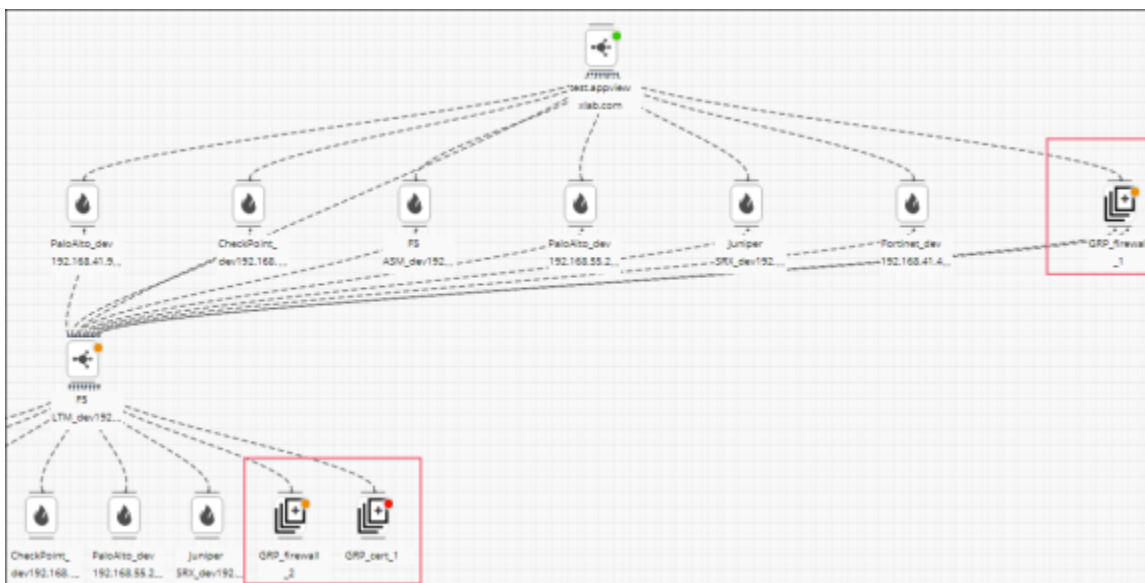 test.appview
xlab.com
PaloAlto_dev
192.168.41.9...
CheckPoint_
dev192.168....
F5
ASM_dev192...
PaloAlto_dev
192.168.55.2...
Juniper
SRX_dev192...
Fortinet_dev
192.168.41.4...
GRP_firewall
_1
F5
LTM_dev192...
CheckPoint_
dev192.168....
PaloAlto_dev
192.168.55.2...
Juniper
SRX_dev192...
GRP_firewall
_2
GRP_cert_1